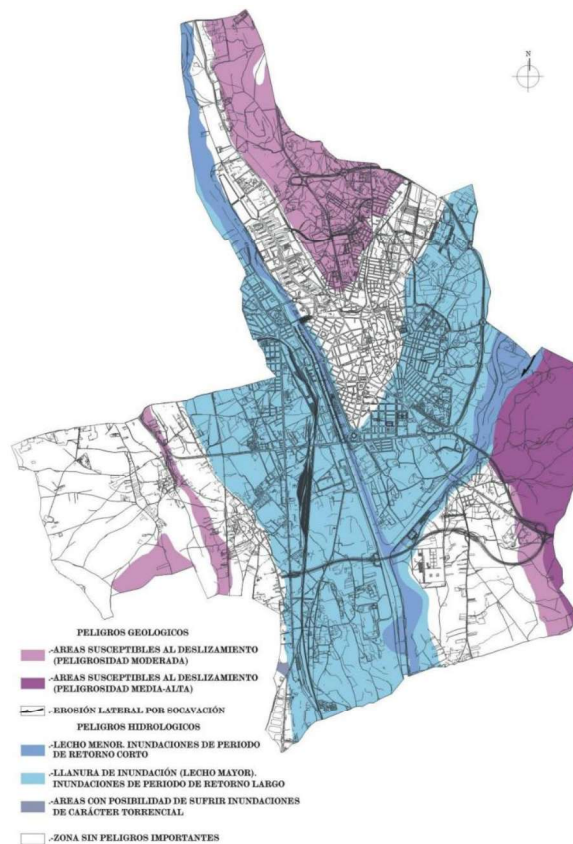 N
PELIGROS GEOLOGICOS
.-AREAS SUSCEPTIBLES AL DESLIZAMIENTO
(PELIGROSIDAD MODERADA)
.-AREAS SUSCEPTIBLES AL DESLIZAMIENTO
(PELIGROSIDAD MEDIA-ALTA)
.-EROSIÓN LATERAL POR SOCAVACIÓN
PELIGROS HIDROLOGICOS
.-LECHO MENOR. INUNDACIONES DE PERIODO
DE RETORNO CORTO
.-LLANURA DE INUNDACIÓN (LECHO MAYOR).
INUNDACIONES DE PERIODO DE RETORNO LARGO
.-AREAS CON POSIBILIDAD DE SUFRIR INUNDACIONES
DE CARÁCTER TORRENCIAL
.-ZONA SIN PELIGROS IMPORTANTES